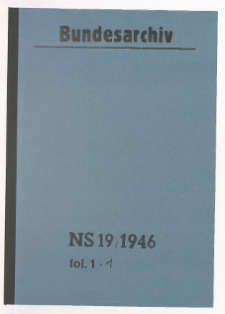 Bundesarchiv
NS 19/1946
fol. 1 - 1